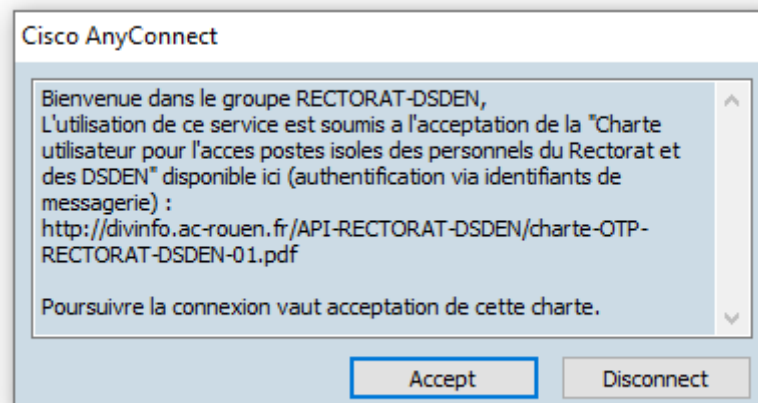 Cisco AnyConnect
Bienvenue dans le groupe RECTORAT-DSDEN,
L'utilisation de ce service est soumis a l'acceptation de la "Charte
utilisateur pour l'acces postes isoles des personnels du Rectorat et
des DSDEN" disponible ici (authentification via identifiants de
messagerie) :
http://divinfo.ac-rouen.fr/API-RECTORAT-DSDEN/charte-OTP-
RECTORAT-DSDEN-01.pdf
Poursuivre la connexion vaut acceptation de cette charte.
Accept
Disconnect